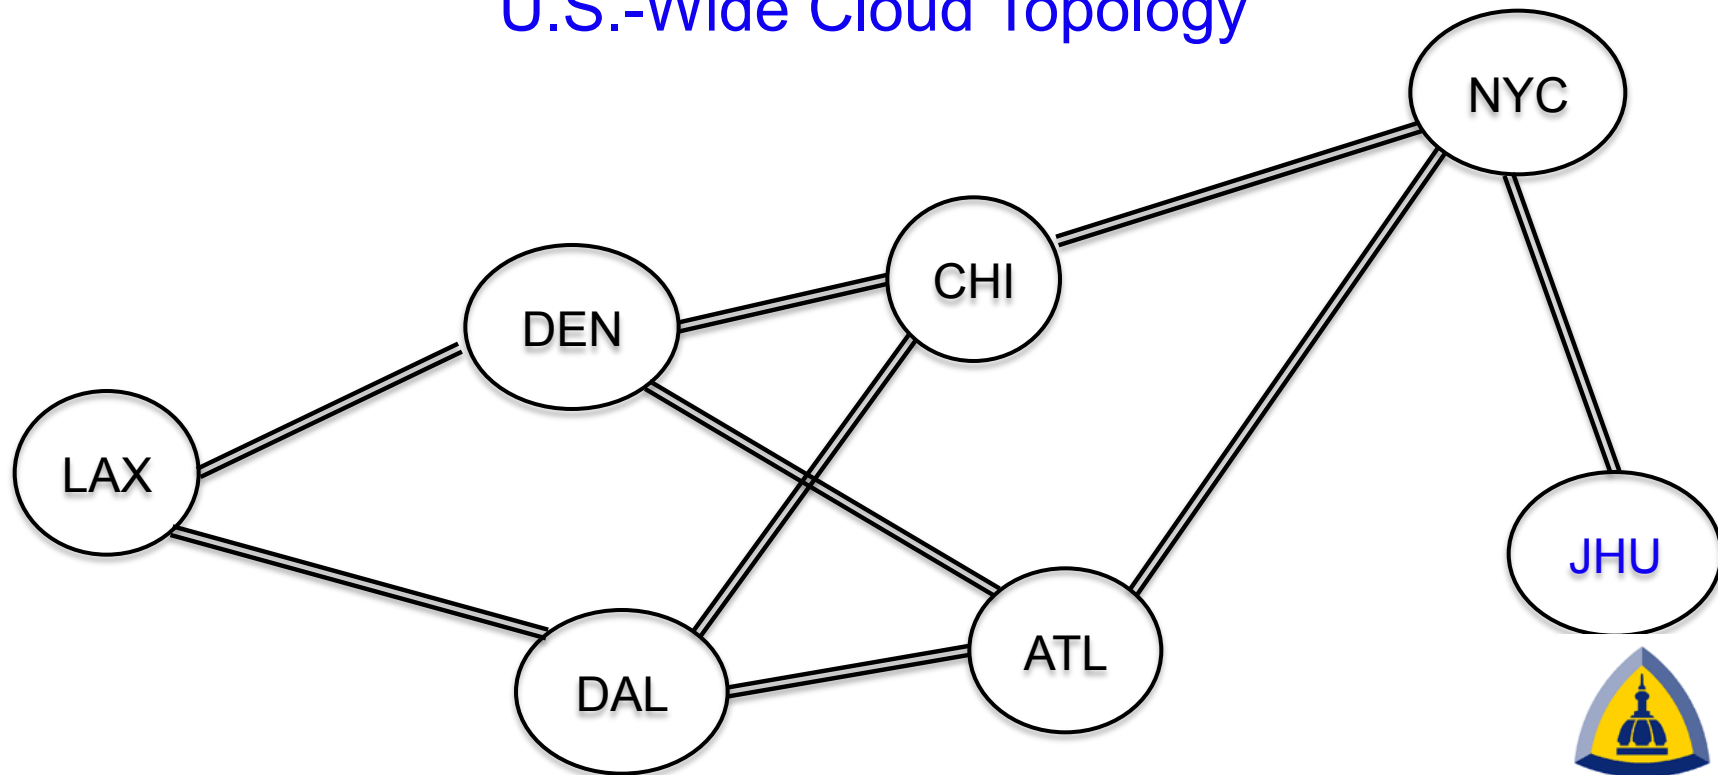 U.S.-Wide Cloud Topology
NYC
CHI
DEN
LAX
JHU
ATL
DAL